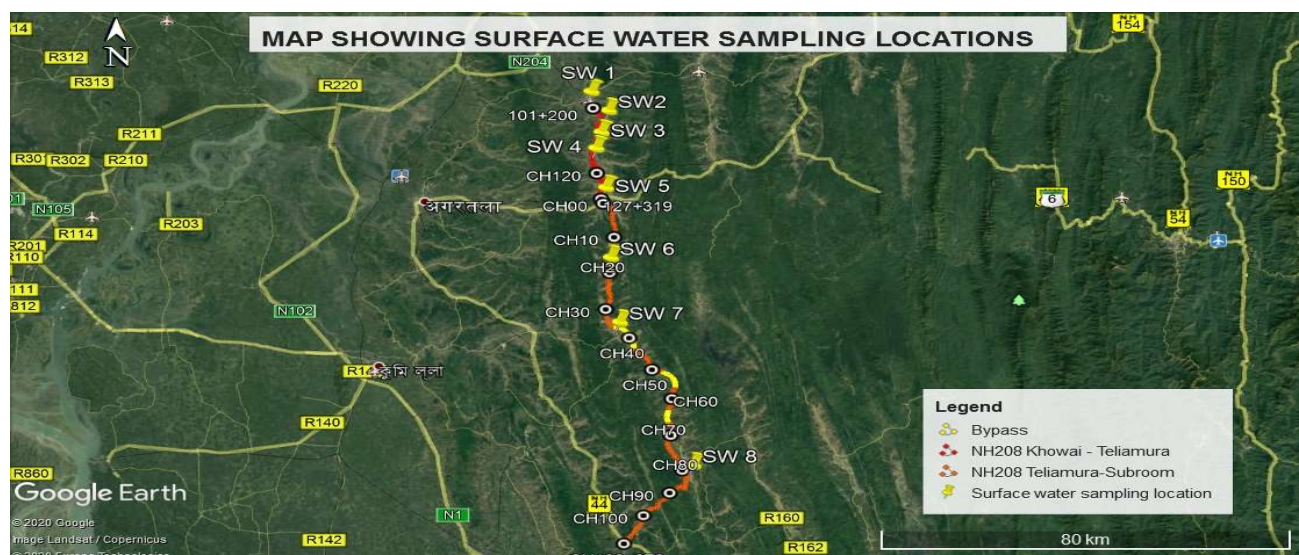 MAP SHOWING SURFACE WATER SAMPLING LOCATIONS
N
R312
R313
R220
N204
NH
154
SW 1
SW2
101+200
SW 3
SW 4
R211
R302
R210
CH120
SW 5
NH
150
N105
R203
R114
अगरतला
CH00
127+319
6
NH
54
R201
R110
CH10
SW 6
CH20
N102
CH30
SW 7
CH40
CH50
CH60
R140
CH70
CH80
SW 8
R860
CH90
NH
44
CH100
N1
R142
R160
R162
Legend
Bypass
NH208 Khowai - Teliamura
NH208 Teliamura-Subroom
Surface water sampling location
80 km
Google Earth
© 2020 Google
Image Landsat / Copernicus